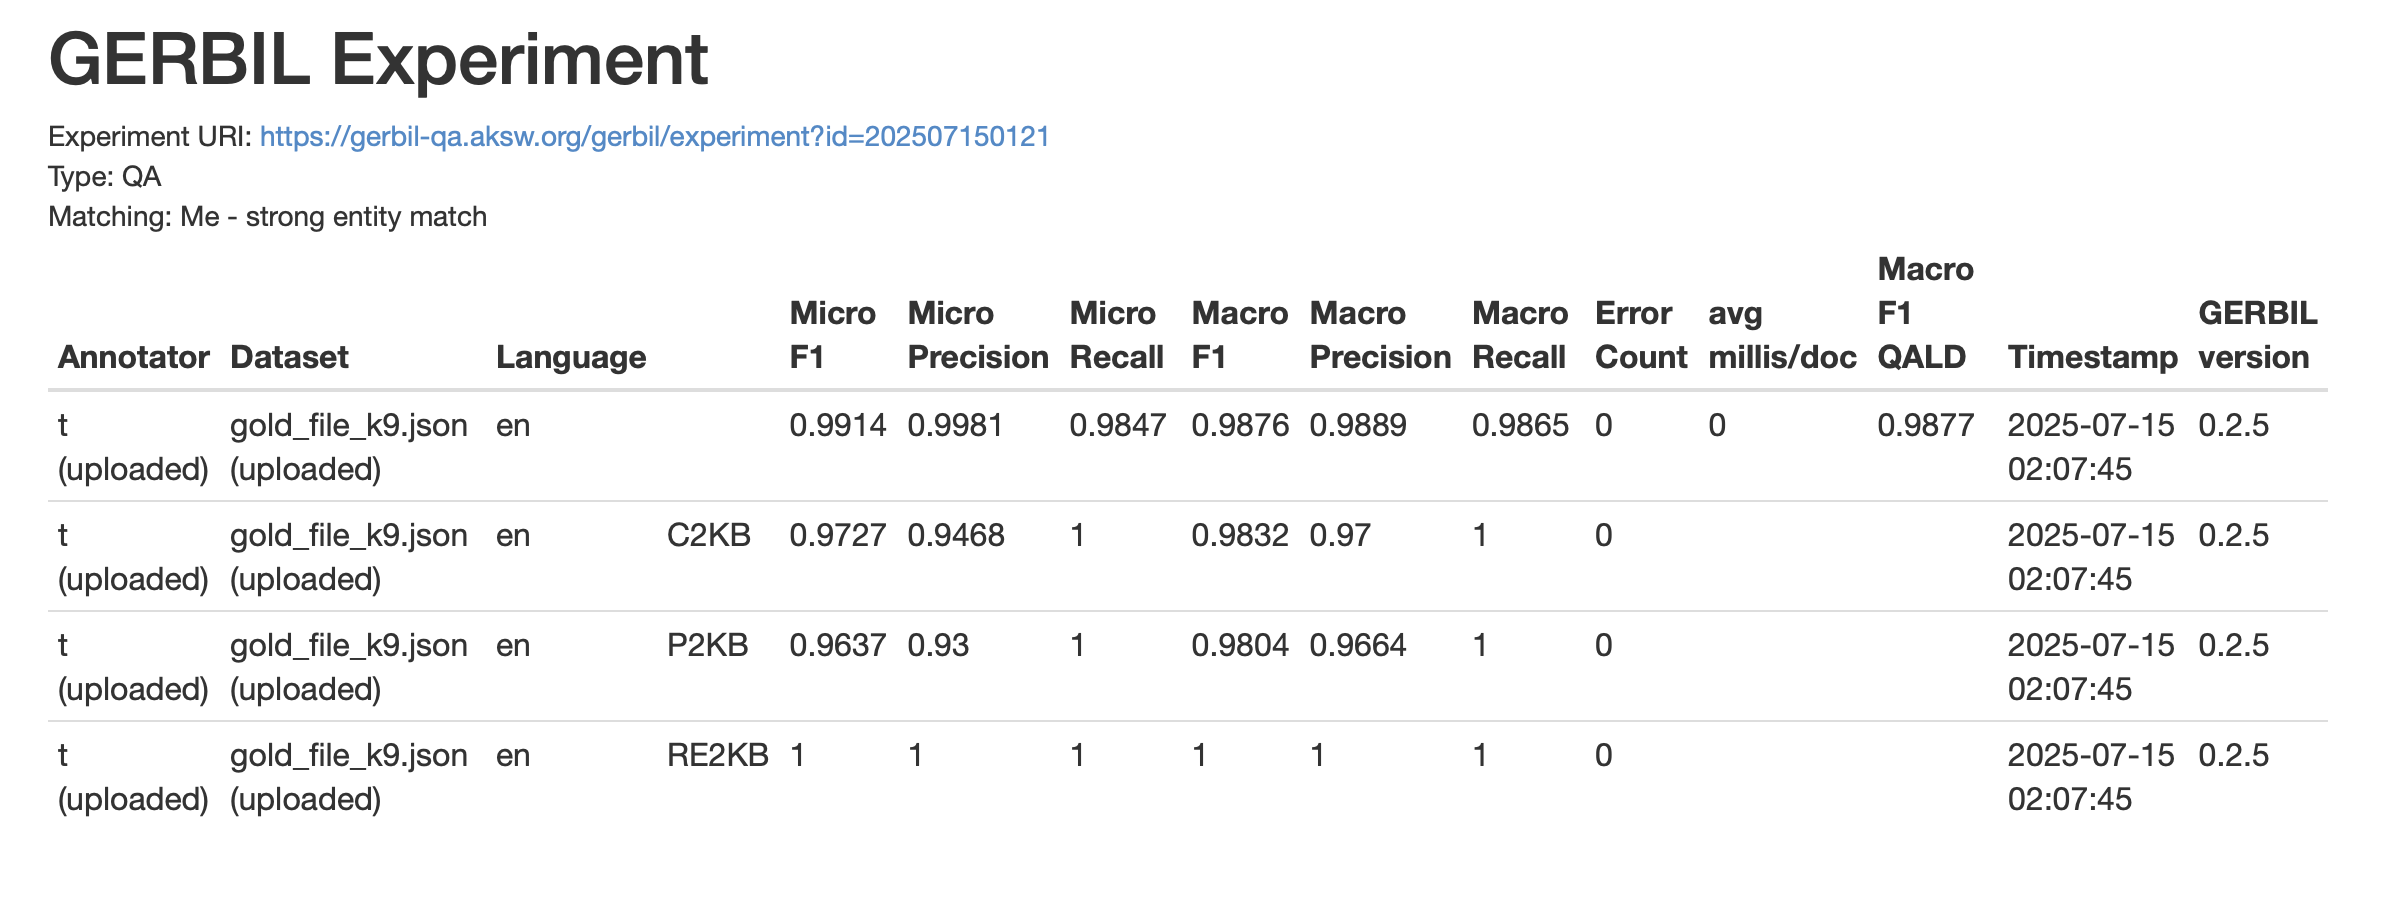 GERBIL Experiment
Experiment URI: https://gerbil-qa.aksw.org/gerbil/experiment?id=202507150121
Type: QA
Matching: Me - strong entity match
Annotator Dataset Language Micro F1 Micro Precision Micro Recall Macro F1 Macro Precision Macro Recall Error Count avg millis/doc Macro F1 QALD Timestamp GERBIL version
t (uploaded) gold_file_k9.json (uploaded) en 0.9914 0.9981 0.9847 0.9876 0.9889 0.9865 0 0 0.9877 2025-07-15 02:07:45 0.2.5
t (uploaded) gold_file_k9.json (uploaded) en C2KB 0.9727 0.9468 1 0.9832 0.97 1 0 2025-07-15 02:07:45 0.2.5
t (uploaded) gold_file_k9.json (uploaded) en P2KB 0.9637 0.93 1 0.9804 0.9664 1 0 2025-07-15 02:07:45 0.2.5
t (uploaded) gold_file_k9.json (uploaded) en RE2KB 1 1 1 1 1 1 0 2025-07-15 02:07:45 0.2.5